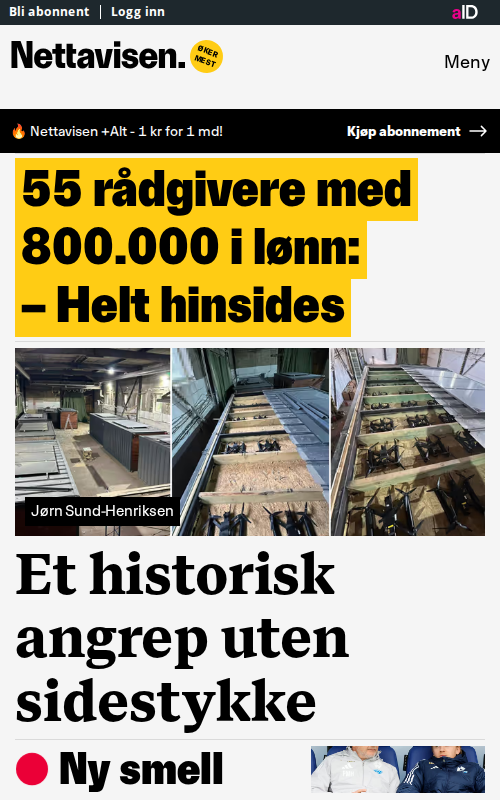 Bli abonnent | Logg inn
aID
Nettavisen.
ØKER
MEST
Meny
🔥 Nettavisen +Alt - 1 kr for 1 md!
Kjøp abonnement →
55 rådgivere med
800.000 i lønn:
– Helt hinsides
Jørn Sund-Henriksen
Et historisk
angrep uten
sidestykke
Ny smell